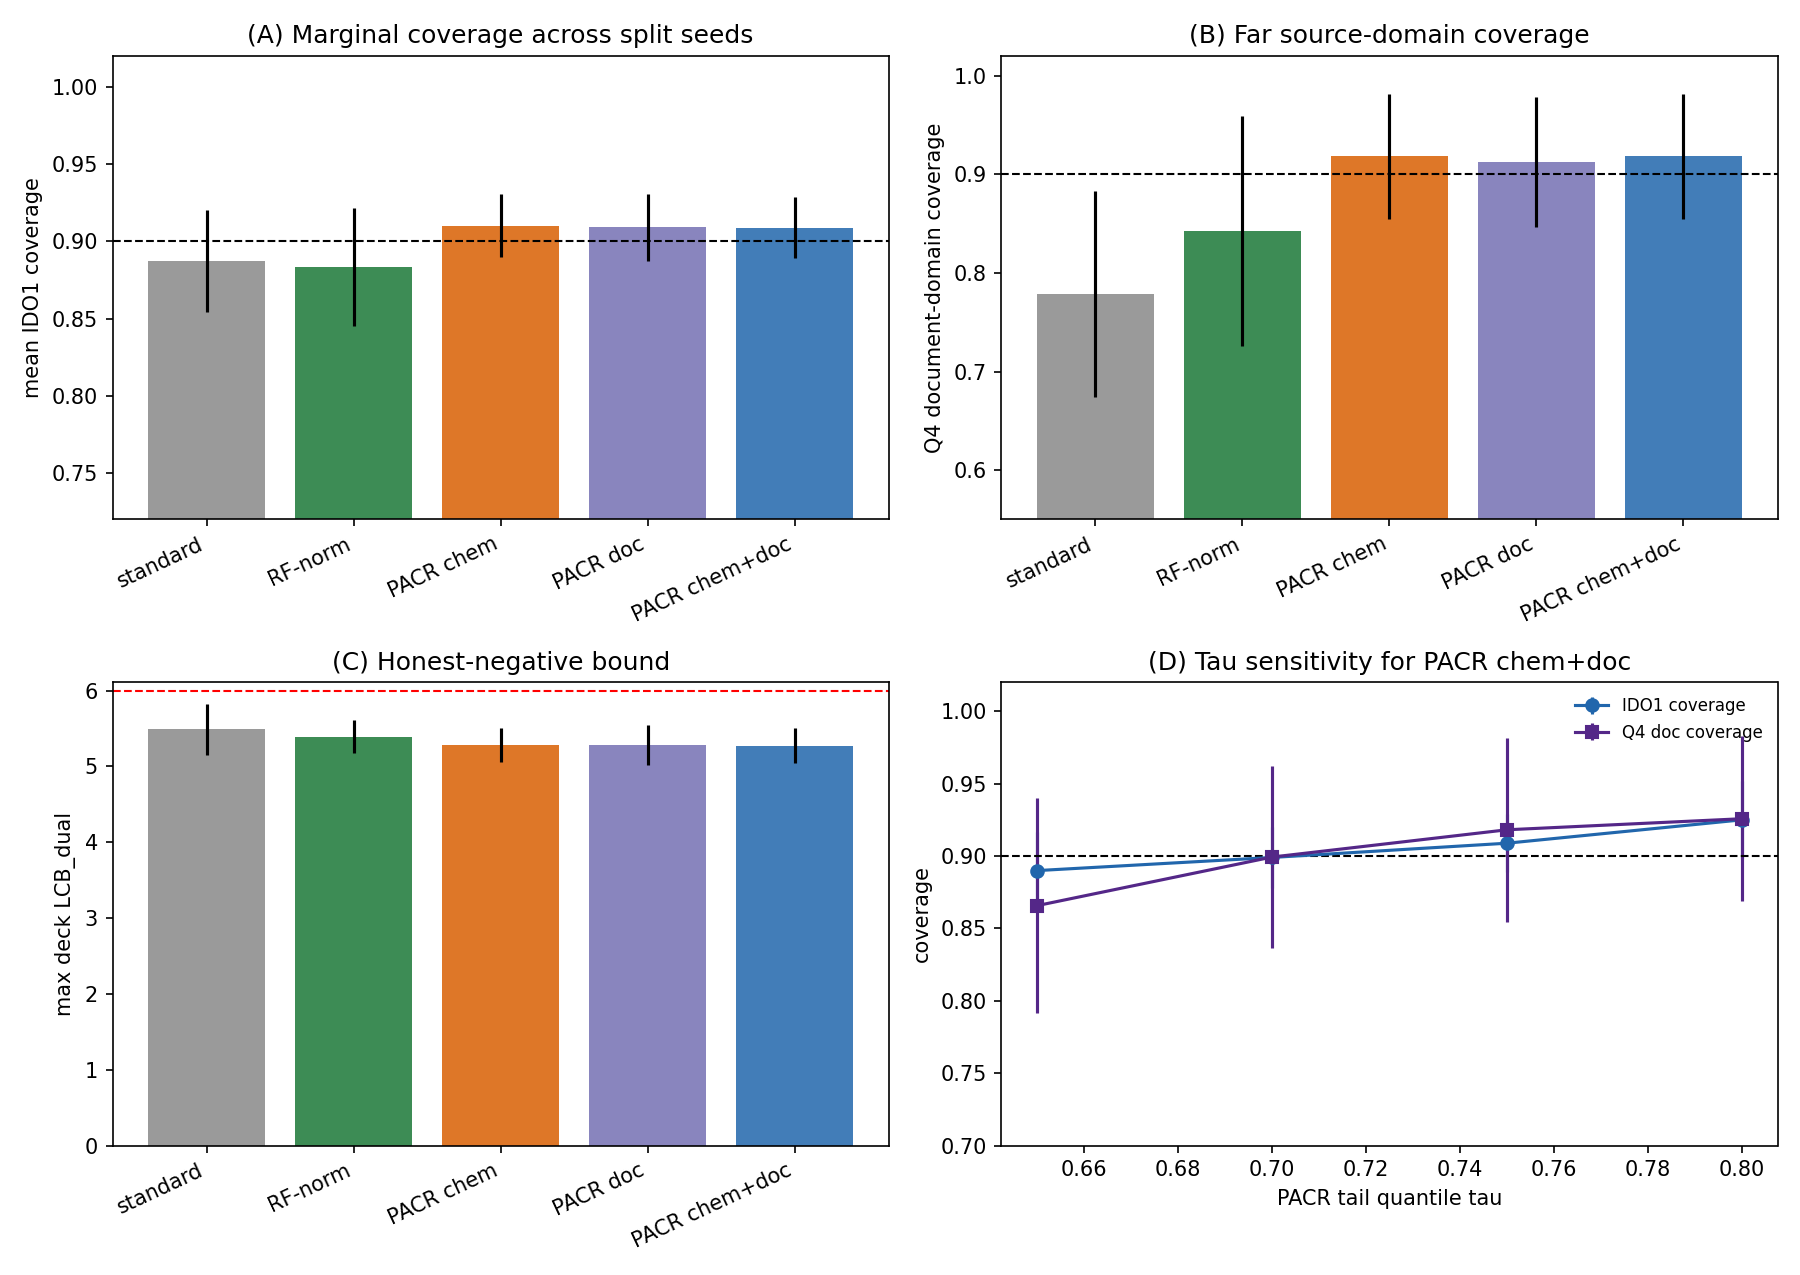 (A) Marginal coverage across split seeds
mean IDO1 coverage
1.00
0.95
0.90
0.85
0.80
0.75
standard
RF-norm
PACR chem
PACR doc
PACR chem+doc
(B) Far source-domain coverage
Q4 document-domain coverage
1.0
0.9
0.8
0.7
0.6
standard
RF-norm
PACR chem
PACR doc
PACR chem+doc
(C) Honest-negative bound
max deck LCB_dual
6
5
4
3
2
1
0
standard
RF-norm
PACR chem
PACR doc
PACR chem+doc
(D) Tau sensitivity for PACR chem+doc
coverage
1.00
0.95
0.90
0.85
0.80
0.75
0.70
IDO1 coverage
Q4 doc coverage
0.66
0.68
0.70
0.72
0.74
0.76
0.78
0.80
PACR tail quantile tau